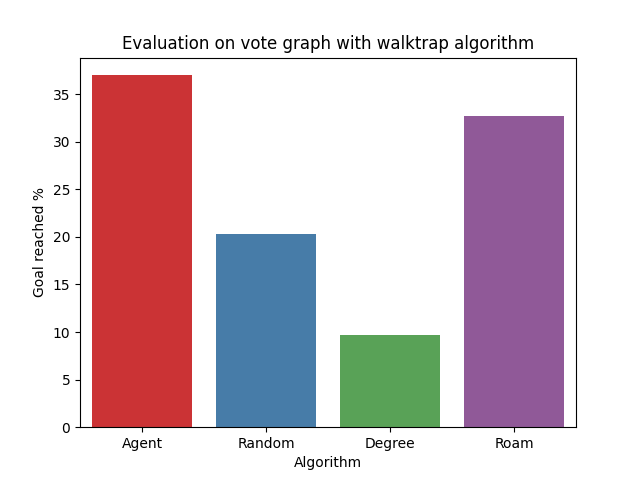 Evaluation on vote graph with walktrap algorithm
Goal reached %
35
30
25
20
15
10
5
0
Agent Random Degree Roam
Algorithm